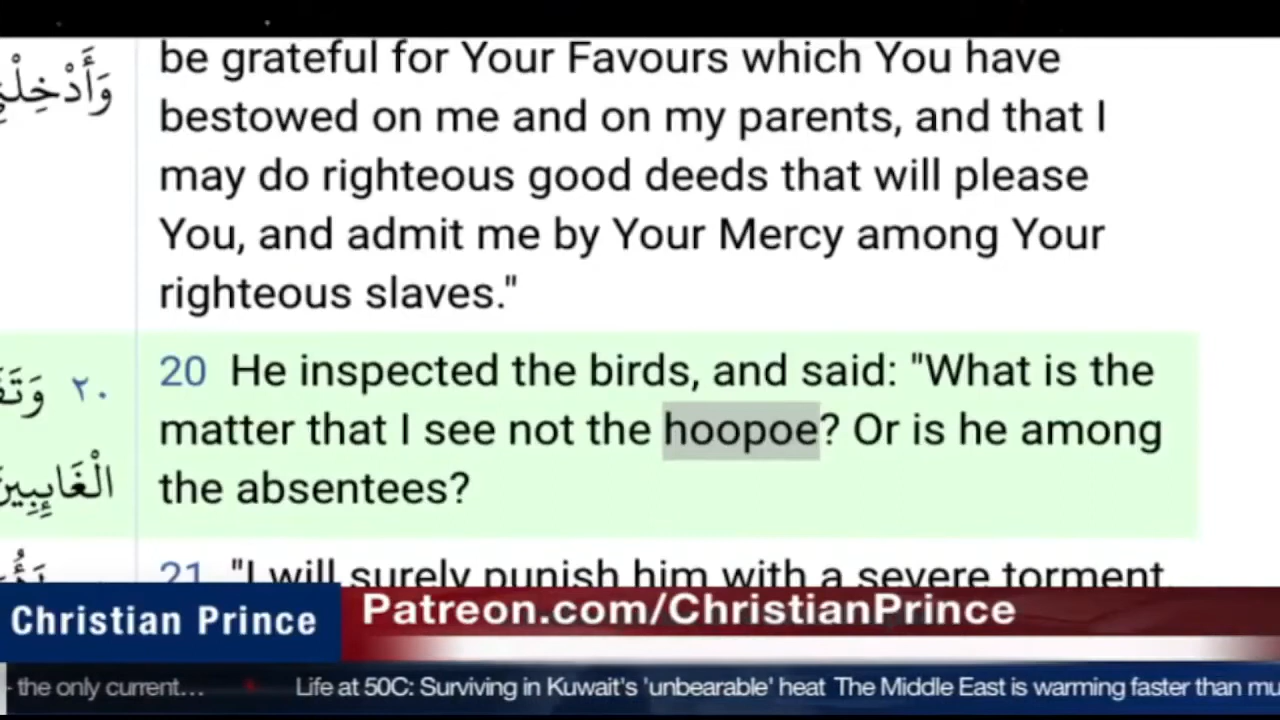 be grateful for Your Favours which You have
وَأَدْخِلْنِي
bestowed on me and on my parents, and that I
may do righteous good deeds that will please
You, and admit me by Your Mercy among Your
righteous slaves."
20 He inspected the birds, and said: "What is the
٢٠
matter that I see not the hoopoe? Or is he among
the absentees?
الْغَائِبِينَ
21 "I will surely punish him with a severe torment
Christian Prince
Patreon.com/ChristianPrince
- the only current... Life at 50C: Surviving in Kuwait's 'unbearable' heat The Middle East is warming faster than mu